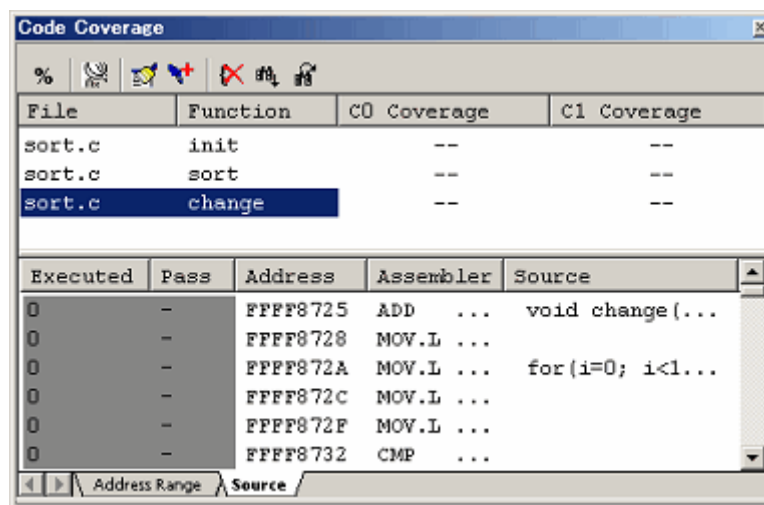 Code Coverage
%
File Function C0 Coverage C1 Coverage
sort.c init -- --
sort.c sort -- --
sort.c change -- --
Executed Pass Address Assembler Source
0 - FFFF8725 ADD ... void change(...
0 - FFFF8728 MOV.L ...
0 - FFFF872A MOV.L ... for(i=0; i<1...
0 - FFFF872C MOV.L ...
0 - FFFF872F MOV.L ...
0 - FFFF8732 CMP ...
Address Range Source